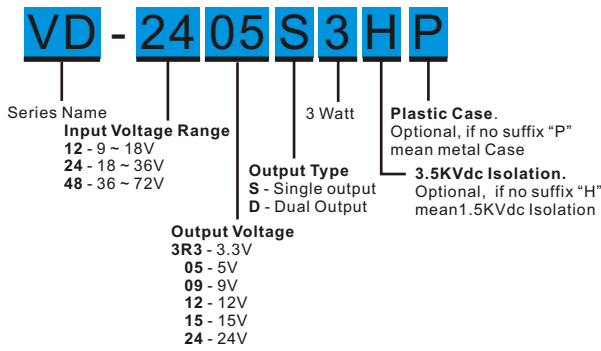 VD - 24 05 S 3 H P
Series Name
Input Voltage Range
12 - 9 ~ 18V
24 - 18 ~ 36V
48 - 36 ~ 72V
Output Voltage
3R3 - 3.3V
05 - 5V
09 - 9V
12 - 12V
15 - 15V
24 - 24V
Output Type
S - Single output
D - Dual Output
3 Watt
3.5KVdc Isolation.
Optional, if no suffix “H”
mean1.5KVdc Isolation
Plastic Case.
Optional, if no suffix “P”
mean metal Case